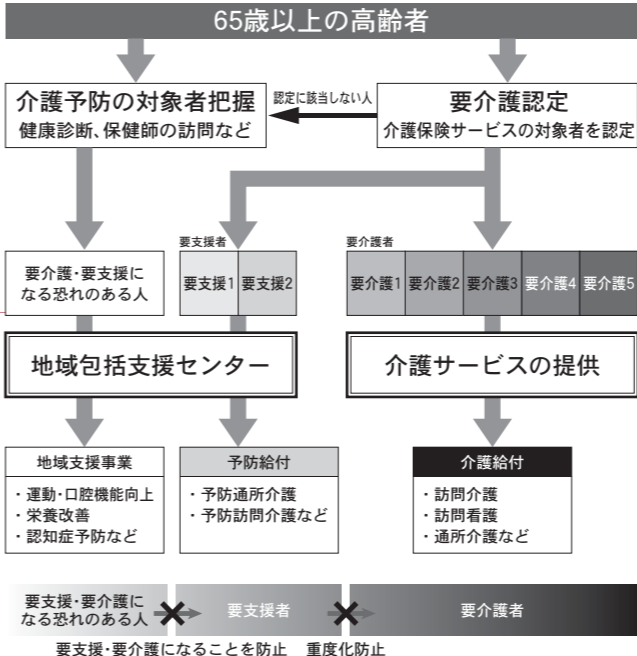 65歳以上の高齢者
介護予防の対象者把握
健康診断、保健師の訪問など
認定に該当しない人
要介護認定
介護保険サービスの対象者を認定
要介護・要支援に
なる恐れのある人
要支援者
要支援1 要支援2
要介護者
要介護1 要介護2 要介護3 要介護4 要介護5
地域包括支援センター
介護サービスの提供
地域支援事業
・運動・口腔機能向上
・栄養改善
・認知症予防など
予防給付
・予防通所介護
・予防訪問介護など
介護給付
・訪問介護
・訪問看護
・通所介護など
要支援・要介護に
なる恐れのある人
要支援者
要介護者
要支援・要介護になることを防止
重度化防止